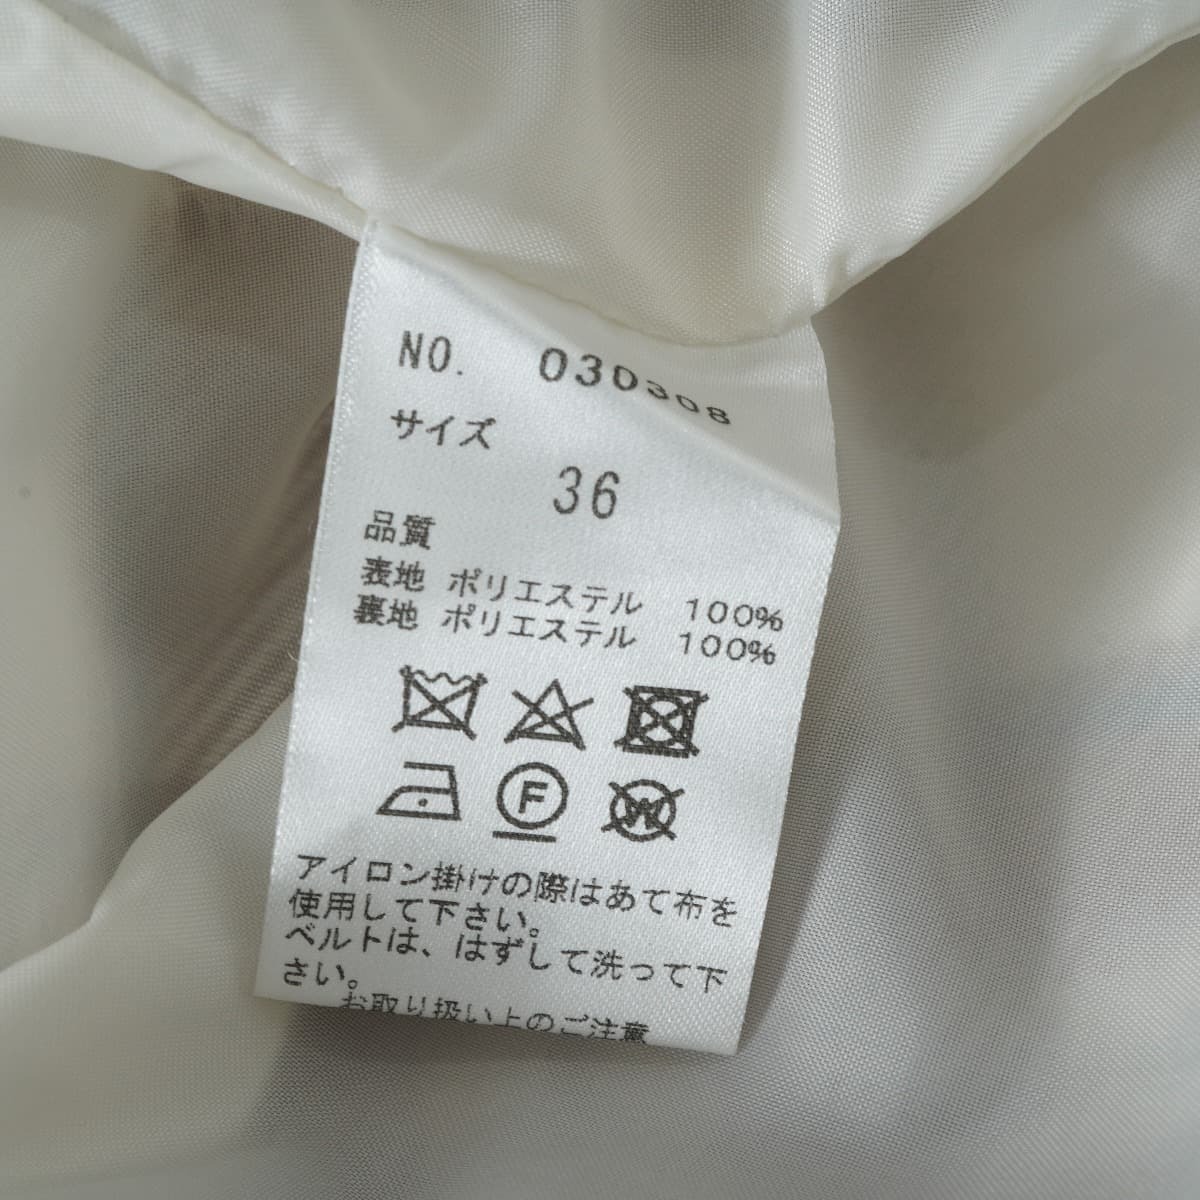 NO. 030308
サイズ
36
品質
表地 ポリエステル 100%
裏地 ポリエステル 100%
F
W
アイロン掛けの際はあて布を
使用して下さい。
ベルトは、はずして洗って下
さい。
お取り扱い上のご注意